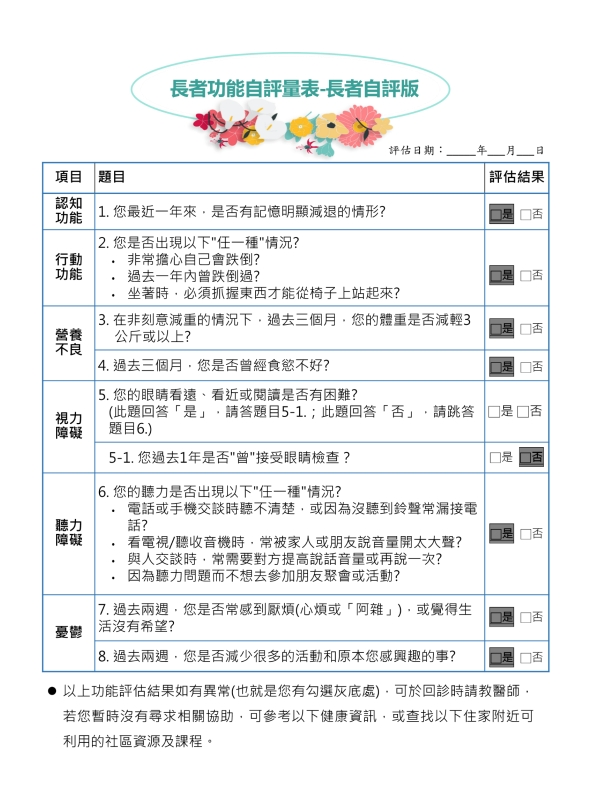 長者功能自評量表-長者自評版
評估日期：____年__月__日
項目 題目 評估結果
認知
功能
1. 您最近一年來，是否有記憶明顯減退的情形? □是 □否
行動
功能
2. 您是否出現以下"任一種"情況?
• 非常擔心自己會跌倒?
• 過去一年內曾跌倒過?
• 坐著時，必須抓握東西才能從椅子上站起來?
□是 □否
營養
不良
3. 在非刻意減重的情況下，過去三個月，您的體重是否減輕3
公斤或以上?
□是 □否
4. 過去三個月，您是否曾經食慾不好? □是 □否
視力
障礙
5. 您的眼睛看遠、看近或閱讀是否有困難?
(此題回答「是」，請答題目5-1.；此題回答「否」，請跳答
題目6.)
□是 □否
5-1. 您過去1年是否"曾"接受眼睛檢查？ □是 □否
聽力
障礙
6. 您的聽力是否出現以下"任一種"情況?
• 電話或手機交談時聽不清楚，或因為沒聽到鈴聲常漏接電
話?
• 看電視/聽收音機時，常被家人或朋友說音量開太大聲?
• 與人交談時，常需要對方提高說話音量或再說一次?
• 因為聽力問題而不想去參加朋友聚會或活動?
□是 □否
憂鬱
7. 過去兩週，您是否常感到厭煩(心煩或「阿雜」)，或覺得生
活沒有希望?
□是 □否
8. 過去兩週，您是否減少很多的活動和原本您感興趣的事? □是 □否
● 以上功能評估結果如有異常(也就是您有勾選灰底處)，可於回診時請教醫師，
若您暫時沒有尋求相關協助，可參考以下健康資訊，或查找以下住家附近可
利用的社區資源及課程。